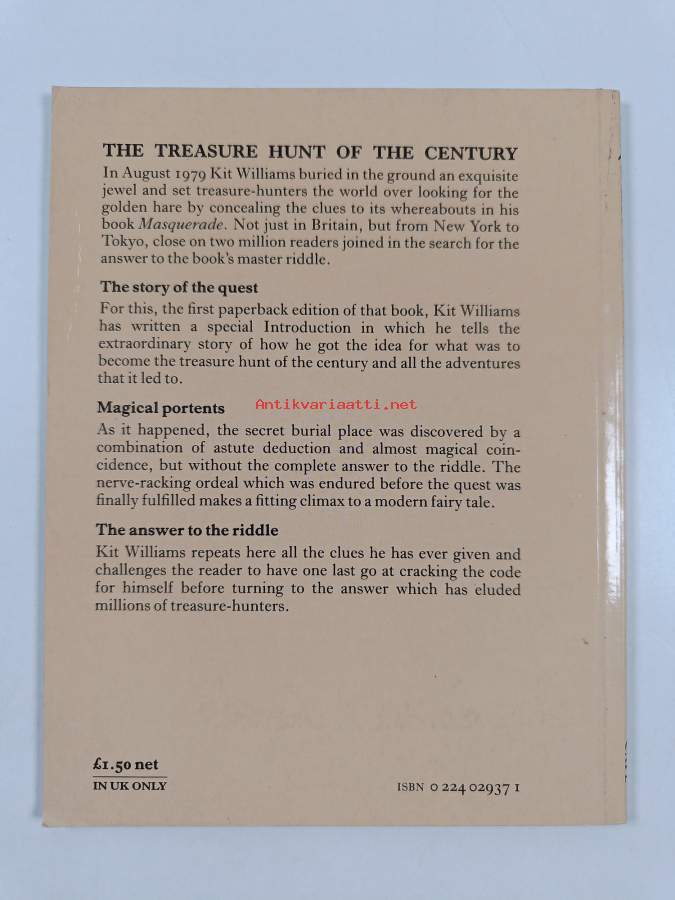 THE TREASURE HUNT OF THE CENTURY
In August 1979 Kit Williams buried in the ground an exquisite
jewel and set treasure-hunters the world over looking for the
golden hare by concealing the clues to its whereabouts in his
book Masquerade. Not just in Britain, but from New York to
Tokyo, close on two million readers joined in the search for the
answer to the book's master riddle.
The story of the quest
For this, the first paperback edition of that book, Kit Williams
has written a special Introduction in which he tells the
extraordinary story of how he got the idea for what was to
become the treasure hunt of the century and all the adventures
that it led to.
Magical portents
Antikvariaatti.net
As it happened, the secret burial place was discovered by a
combination of astute deduction and almost magical coin-
cidence, but without the complete answer to the riddle. The
nerve-racking ordeal which was endured before the quest was
finally fulfilled makes a fitting climax to a modern fairy tale.
The answer to the riddle
Kit Williams repeats here all the clues he has ever given and
challenges the reader to have one last go at cracking the code
for himself before turning to the answer which has eluded
millions of treasure-hunters.
£1.50 net
IN UK ONLY
ISBN 0 224 02937 1